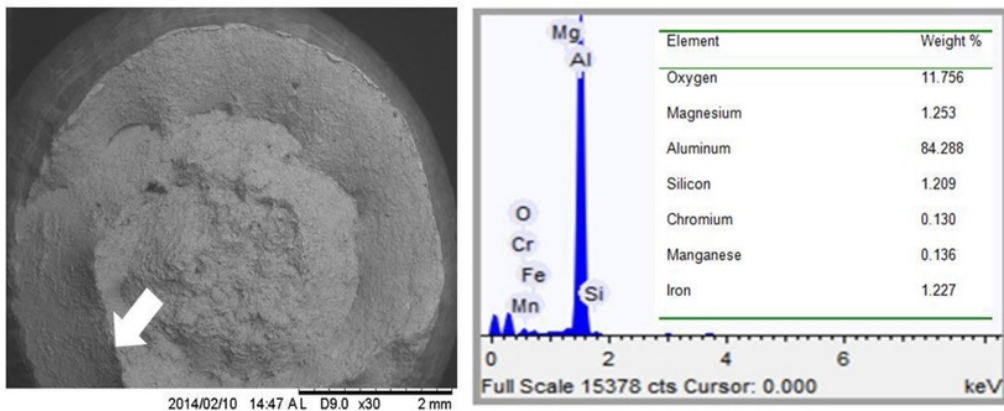 2014/02/10 14:47 AL D9.0 x30 2 mm
Mg
Al
O
Cr
Fe
Mn
Si
Element Weight %
Oxygen 11.756
Magnesium 1.253
Aluminum 84.288
Silicon 1.209
Chromium 0.130
Manganese 0.136
Iron 1.227
0 2 4 6
Full Scale 15378 cts Cursor: 0.000 keV